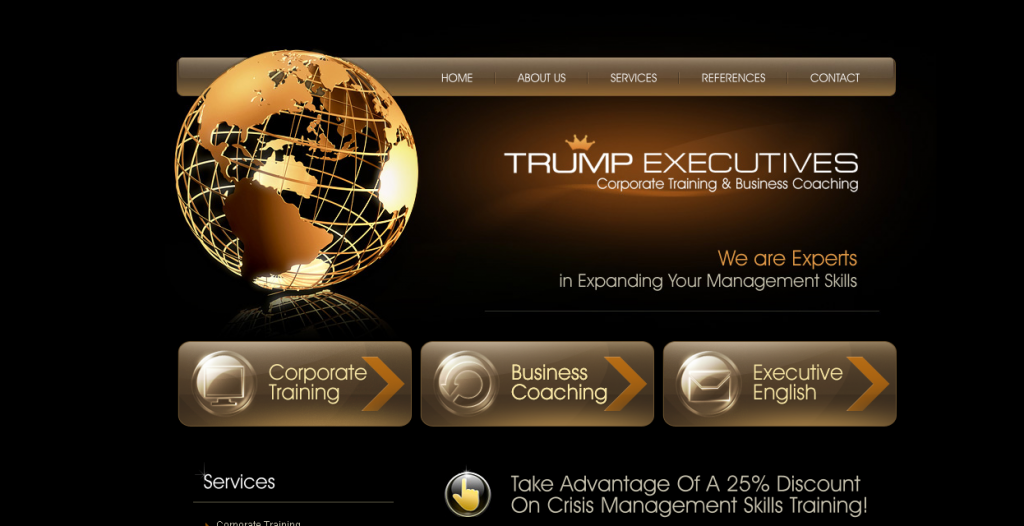 HOME ABOUT US SERVICES REFERENCES CONTACT
TRUMP EXECUTIVES
Corporate Training & Business Coaching
We are Experts
in Expanding Your Management Skills
Corporate
Training
Business
Coaching
Executive
English
Services
Corporate Training
Take Advantage Of A 25% Discount
On Crisis Management Skills Training!